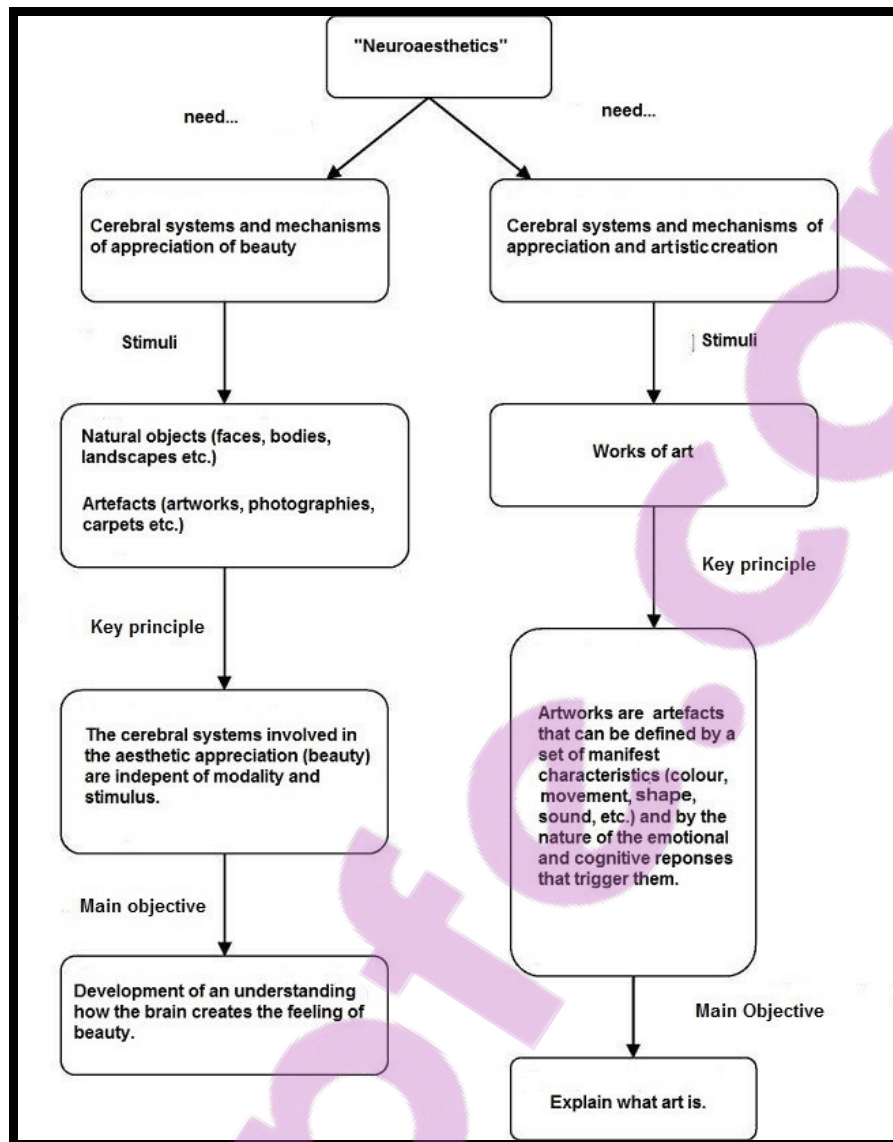 "Neuroaesthetics"
need...
need...
Cerebral systems and mechanisms
of appreciation of beauty
Cerebral systems and mechanisms of
appreciation and artistic creation
Stimuli
Stimuli
Natural objects (faces, bodies,
landscapes etc.)
Artefacts (artworks, photographies,
carpets etc.)
Works of art
Key principle
Key principle
The cerebral systems involved in
the aesthetic appreciation (beauty)
are indepent of modality and
stimulus.
Artworks are artefacts
that can be defined by a
set of manifest
characteristics (colour,
movement, shape,
sound, etc.) and by the
nature of the emotional
and cognitive reponses
that trigger them.
Main objective
Main Objective
Development of an understanding
how the brain creates the feeling of
beauty.
Explain what art is.